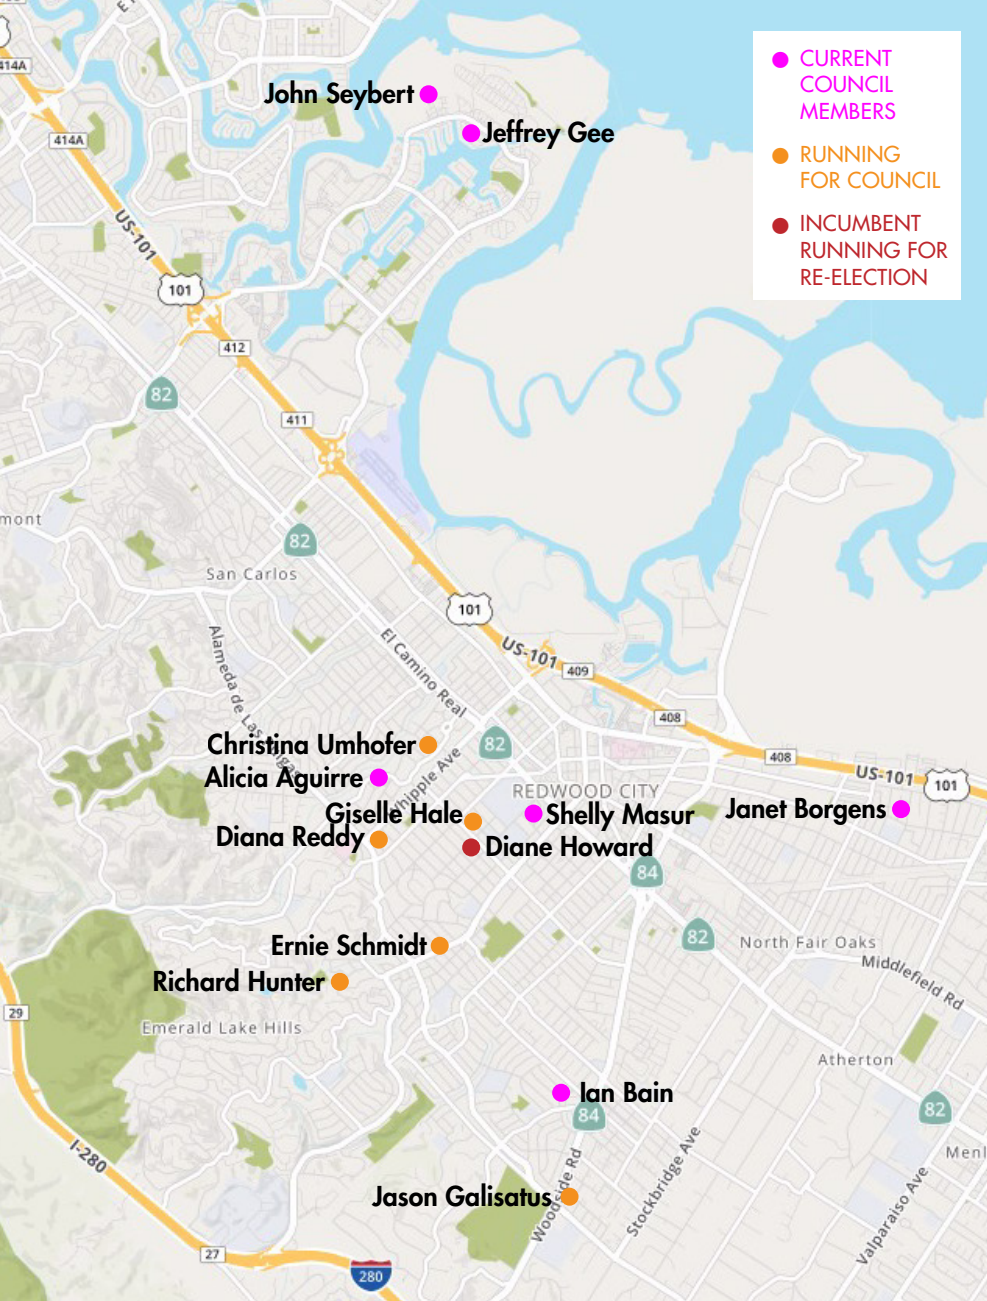 E
414A
414A
John Seybert
Jeffrey Gee
CURRENT
COUNCIL
MEMBERS
RUNNING
FOR COUNCIL
INCUMBENT
RUNNING FOR
RE-ELECTION
US-101
101
412
82
411
mont
82
San Carlos
101
US-101
409
Alameda de Las
El Camino Real
408
Christina Umhofer
82
408
US-101
101
Alicia Aguirre
Whipple Ave
REDWOOD CITY
Giselle Hale
Shelly Masur
Janet Borgens
Diana Reddy
Diane Howard
84
Ernie Schmidt
82
North Fair Oaks
Middlefield Rd
Richard Hunter
29
Emerald Lake Hills
Atherton
Ian Bain
84
82
I-280
Menl
Jason Galisatus
Woodside Rd
Stockbridge Ave
Valparaiso Ave
27
280